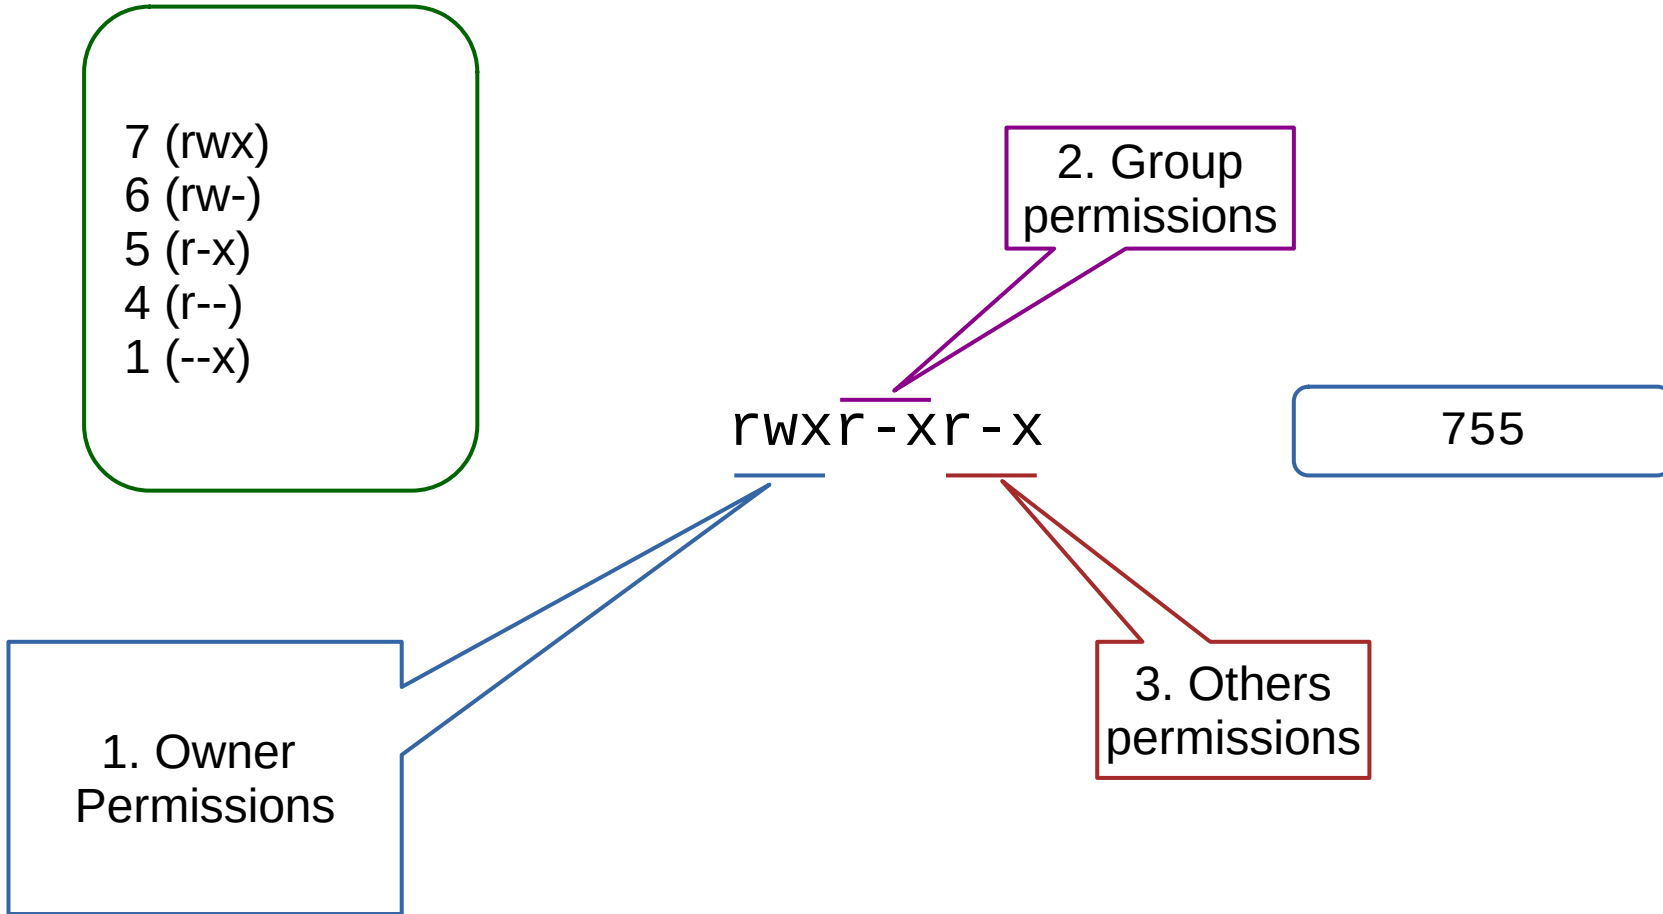 7 (rwx)
6 (rw-)
5 (r-x)
4 (r--)
1 (--x)
2. Group
permissions
rwxr-xr-x
755
1. Owner
Permissions
3. Others
permissions